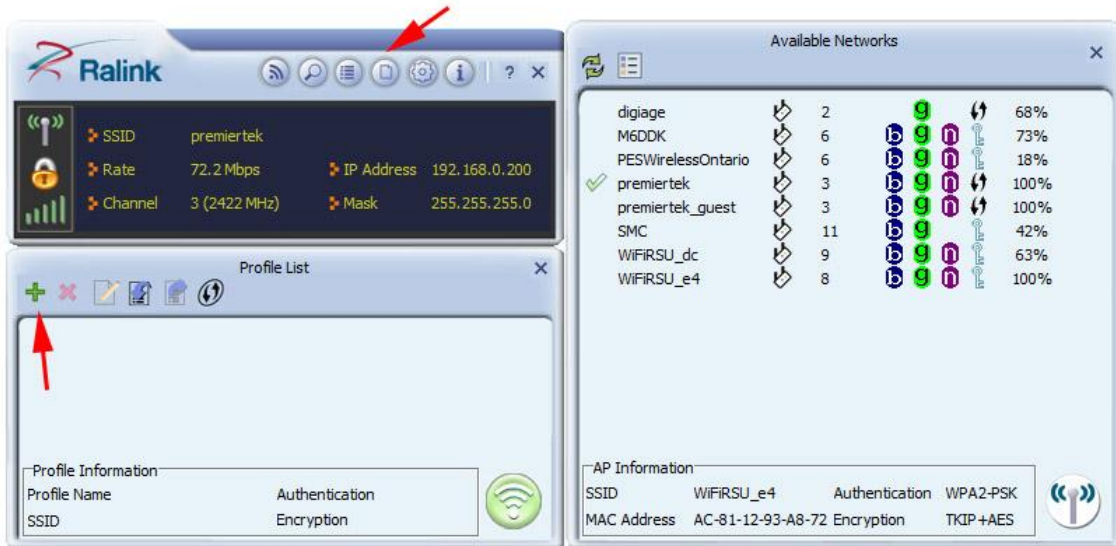 Ralink
? ×
SSID premiertek
Rate 72.2 Mbps IP Address 192.168.0.200
Channel 3 (2422 MHz) Mask 255.255.255.0
Profile List
Profile Information
Profile Name Authentication
SSID Encryption
Available Networks
digiage 2 g 68%
M6DDK 6 b g n 73%
PESWirelessOntario 6 b g n 18%
premiertek 3 b g n 100%
premiertek_guest 3 b g n 100%
SMC 11 b g 42%
WiFiRSU_dc 9 b g n 63%
WiFiRSU_e4 8 b g n 100%
AP Information
SSID WiFiRSU_e4 Authentication WPA2-PSK
MAC Address AC-81-12-93-A8-72 Encryption TKIP+AES